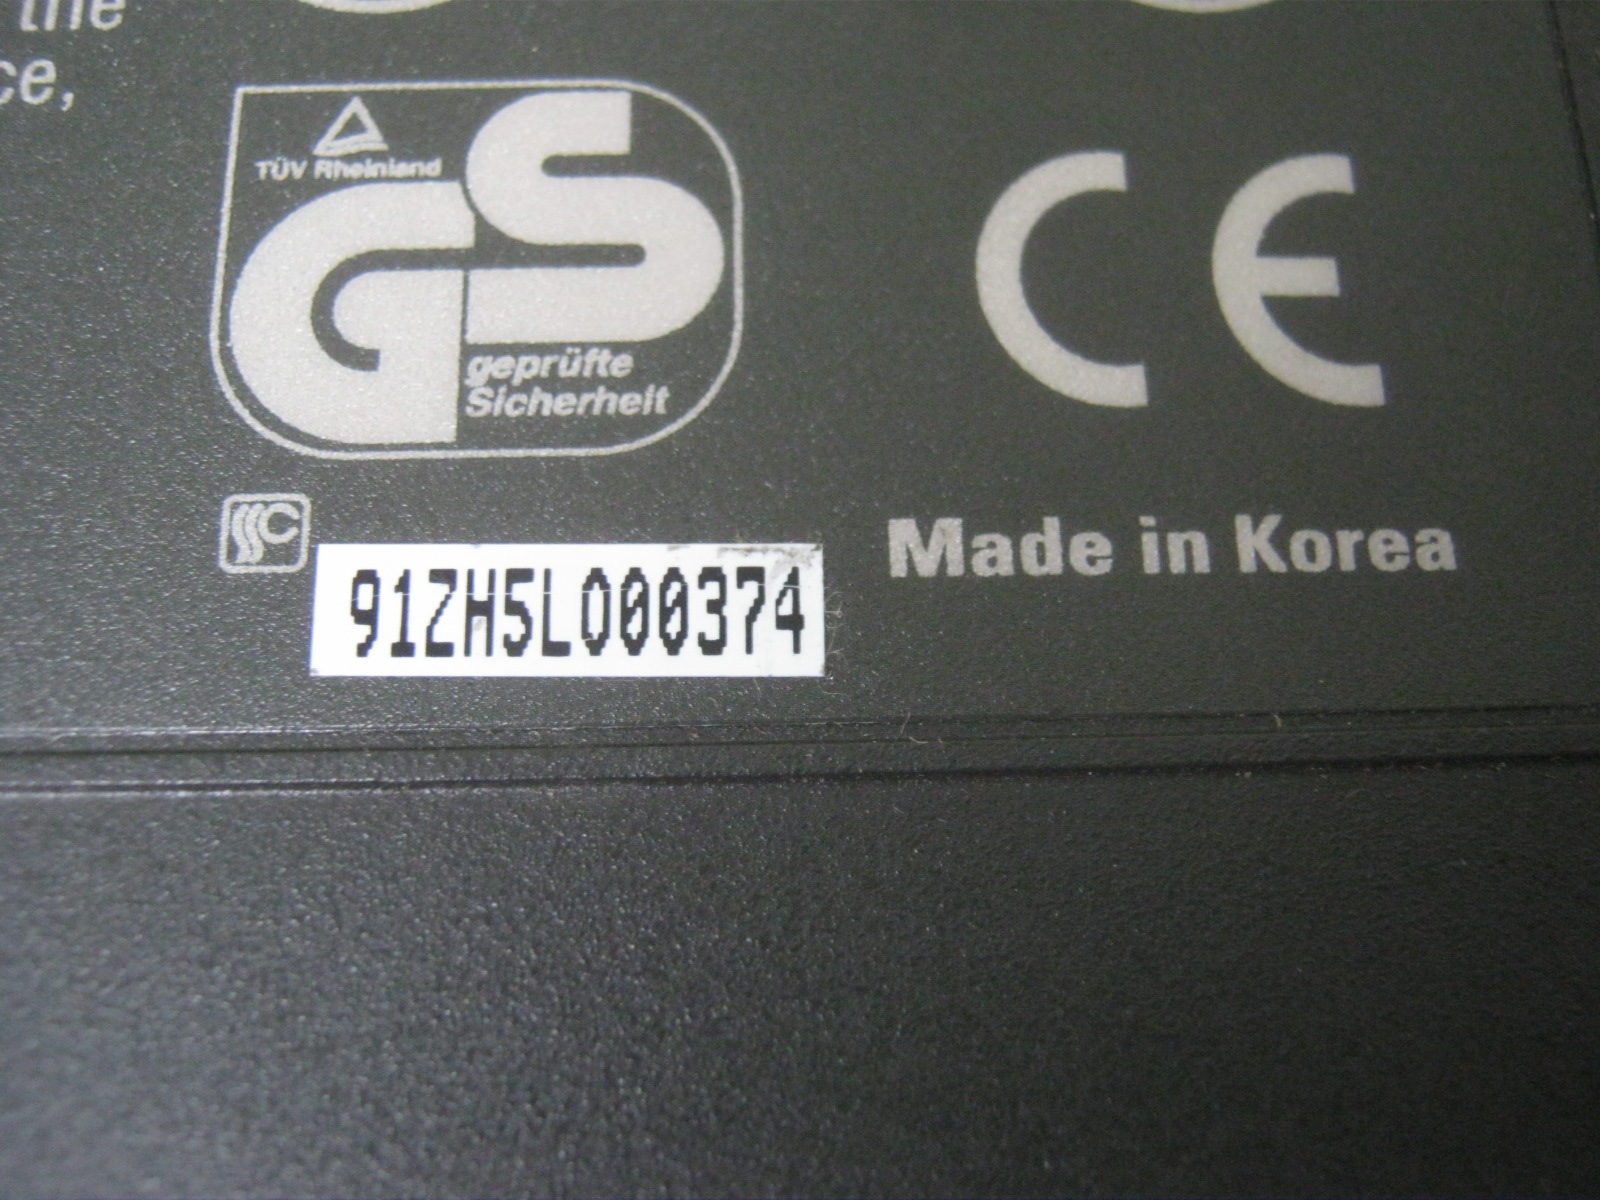 the
ce,
TÜV Rheinland
GS
geprüfte
Sicherheit
CE
C
Made in Korea
91ZH5L000374